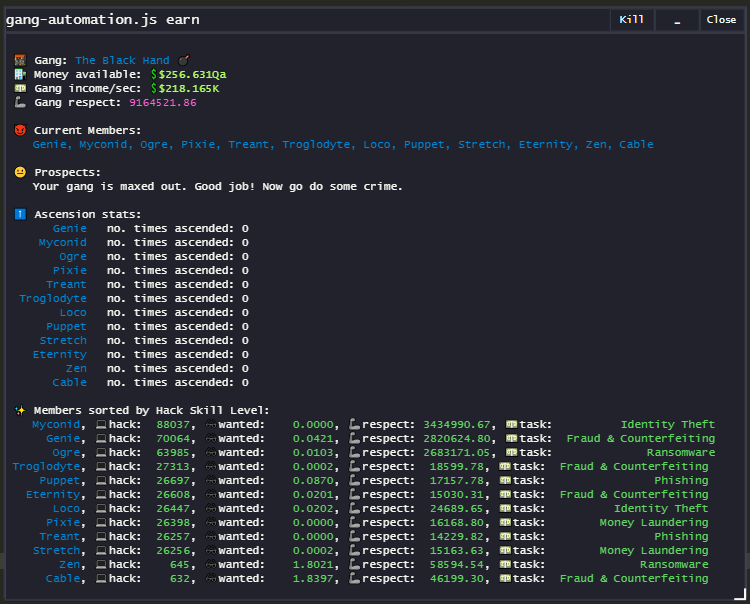 gang-automation.js earn Kill _ Close
Gang: The Black Hand
Money available: $$256.631Qa
Gang income/sec: $$218.165K
Gang respect: 9164521.86
Current Members:
Genie, Myconid, Ogre, Pixie, Treant, Troglodyte, Loco, Puppet, Stretch, Eternity, Zen, Cable
Prospects:
Your gang is maxed out. Good job! Now go do some crime.
1 Ascension stats:
Genie no. times ascended: 0
Myconid no. times ascended: 0
Ogre no. times ascended: 0
Pixie no. times ascended: 0
Treant no. times ascended: 0
Troglodyte no. times ascended: 0
Loco no. times ascended: 0
Puppet no. times ascended: 0
Stretch no. times ascended: 0
Eternity no. times ascended: 0
Zen no. times ascended: 0
Cable no. times ascended: 0
Members sorted by Hack Skill Level:
Myconid, hack: 88037, wanted: 0.0000, respect: 3434990.67, task: Identity Theft
Genie, hack: 70064, wanted: 0.0421, respect: 2820624.80, task: Fraud & Counterfeiting
Ogre, hack: 63985, wanted: 0.0103, respect: 2683171.05, task: Ransomware
Troglodyte, hack: 27313, wanted: 0.0002, respect: 18599.78, task: Fraud & Counterfeiting
Puppet, hack: 26697, wanted: 0.0870, respect: 17157.78, task: Phishing
Eternity, hack: 26608, wanted: 0.0201, respect: 15030.31, task: Fraud & Counterfeiting
Loco, hack: 26447, wanted: 0.0202, respect: 24689.65, task: Identity Theft
Pixie, hack: 26398, wanted: 0.0000, respect: 16168.80, task: Money Laundering
Treant, hack: 26257, wanted: 0.0000, respect: 14229.82, task: Phishing
Stretch, hack: 26256, wanted: 0.0002, respect: 15163.63, task: Money Laundering
Zen, hack: 645, wanted: 1.8021, respect: 58594.54, task: Ransomware
Cable, hack: 632, wanted: 1.8397, respect: 46199.30, task: Fraud & Counterfeiting